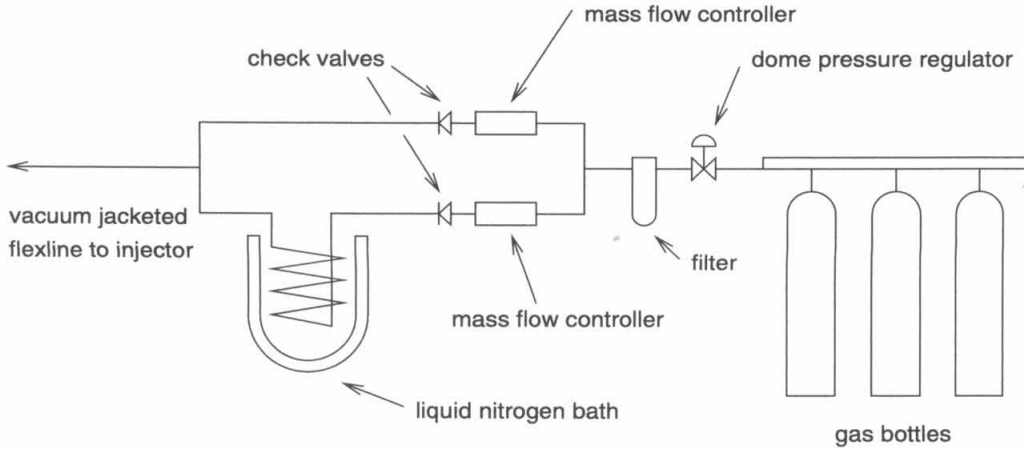 mass flow controller
check valves
dome pressure regulator
vacuum jacketed
flexline to injector
filter
mass flow controller
liquid nitrogen bath
gas bottles